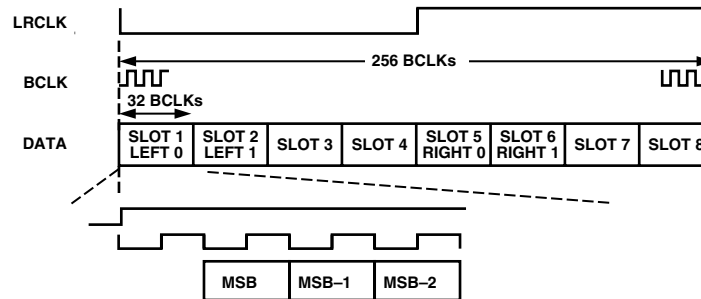 LRCLK
256 BCLKs
BCLK
32 BCLKs
DATA
SLOT 1 LEFT 0
SLOT 2 LEFT 1
SLOT 3
SLOT 4
SLOT 5 RIGHT 0
SLOT 6 RIGHT 1
SLOT 7
SLOT 8
MSB
MSB–1
MSB–2